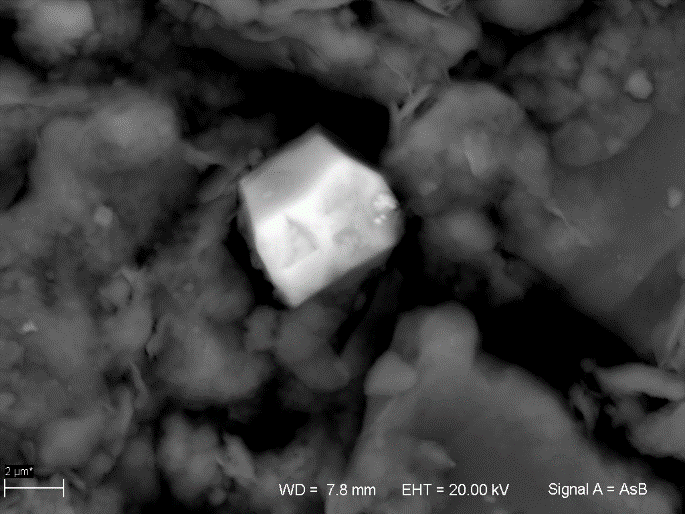 2 µm*
WD = 7.8 mm EHT = 20.00 kV Signal A = AsB